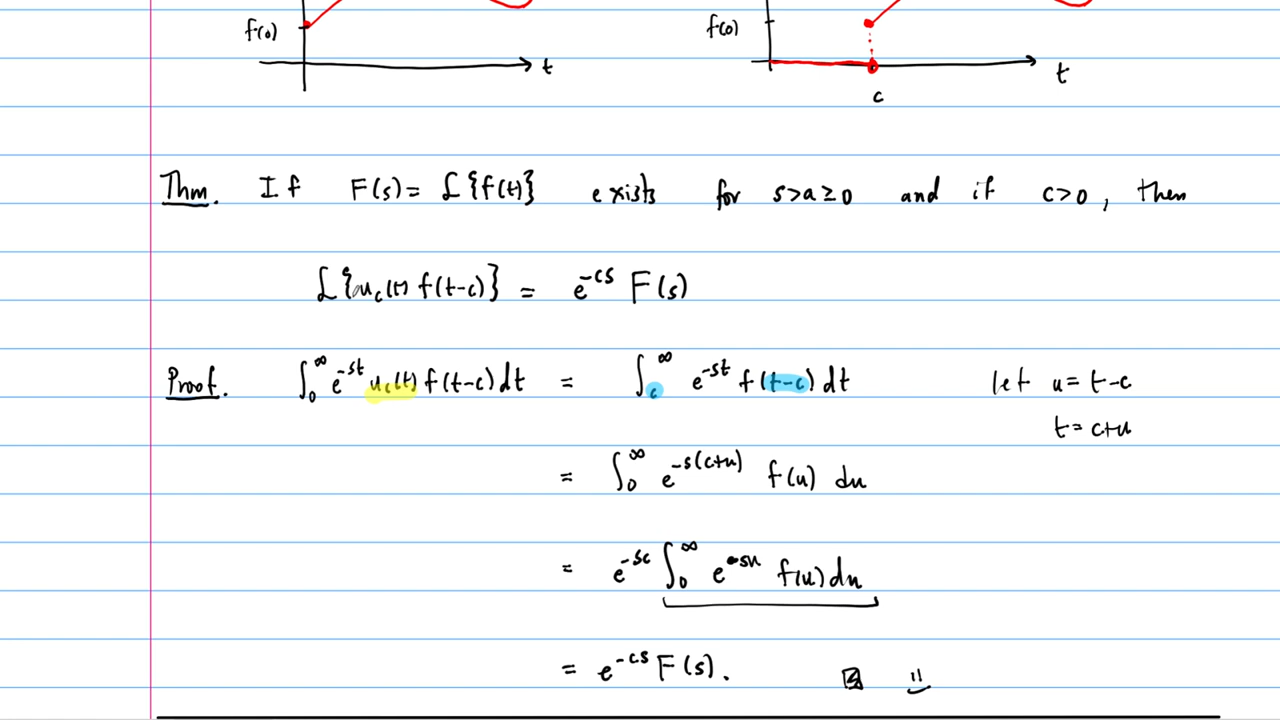 f(0) f(0)
t t
c
Thm. If F(s) = ℒ{f(t)} exists for s>a≥0 and if c>0, then
ℒ{u_c(t) f(t-c)} = e^{-cs} F(s)
Proof. ∫_0^∞ e^{-st} u_c(t) f(t-c) dt = ∫_c^∞ e^{-st} f(t-c) dt let u = t-c
t = c+u
= ∫_0^∞ e^{-s(c+u)} f(u) du
= e^{-sc} ∫_0^∞ e^{-su} f(u) du
= e^{-cs} F(s).